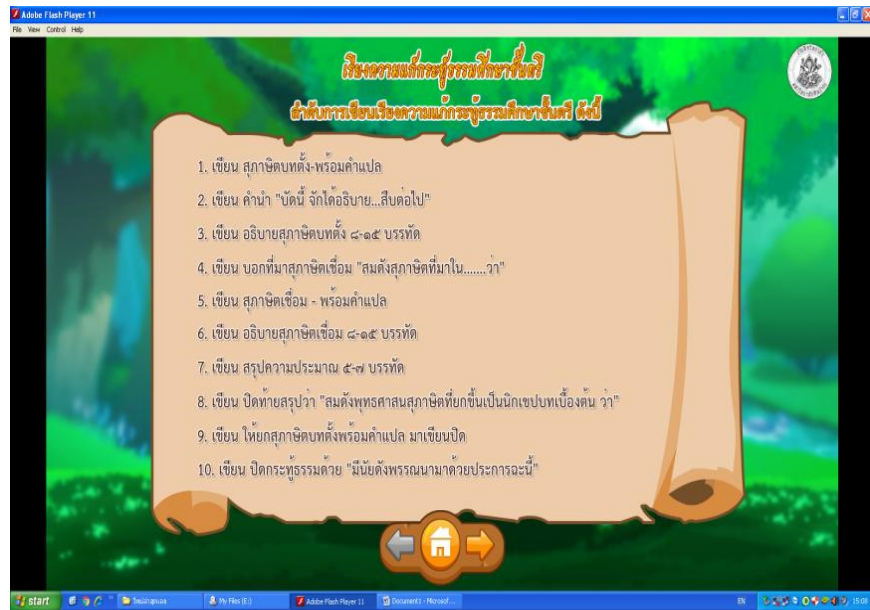 Adobe Flash Player 11
File View Control Help
เรียงความแก้กระทู้ธรรมศึกษาชั้นตรี
ลำดับการเขียนเรียงความแก้กระทู้ธรรมศึกษาชั้นตรี ดังนี้
1. เขียน สุภาษิตบทตั้ง-พร้อมคำแปล
2. เขียน คำนำ "บัดนี้ จักได้อธิบาย...สืบต่อไป"
3. เขียน อธิบายสุภาษิตบทตั้ง ๘-๑๕ บรรทัด
4. เขียน บอกที่มาสุภาษิตเชื่อม "สมดังสุภาษิตที่มาใน.......ว่า"
5. เขียน สุภาษิตเชื่อม - พร้อมคำแปล
6. เขียน อธิบายสุภาษิตเชื่อม ๘-๑๕ บรรทัด
7. เขียน สรุปความประมาณ ๕-๗ บรรทัด
8. เขียน ปิดท้ายสรุปว่า "สมดังพุทธศาสนสุภาษิตที่ยกขึ้นเป็นนิกเขปบทเบื้องต้น ว่า"
9. เขียน ให้ยกสุภาษิตบทตั้งพร้อมคำแปล มาเขียนปิด
10. เขียน ปิดกระทู้ธรรมด้วย "มีนัยดังพรรณนามาด้วยประการฉะนี้"
start
My Files (E:)
Adobe Flash Player 11
Document1 - Microsof...
EN
15:08